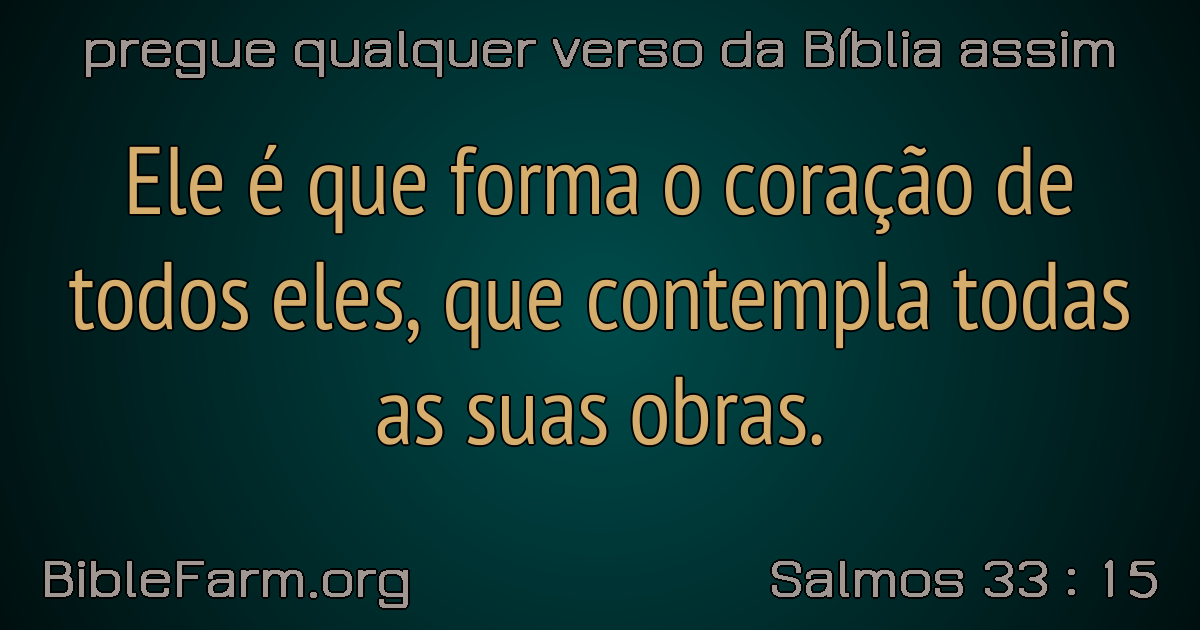 pregue qualquer verso da Bíblia assim
Ele é que forma o coração de
todos eles, que contempla todas
as suas obras.
BibleFarm.org
Salmos 33 : 15